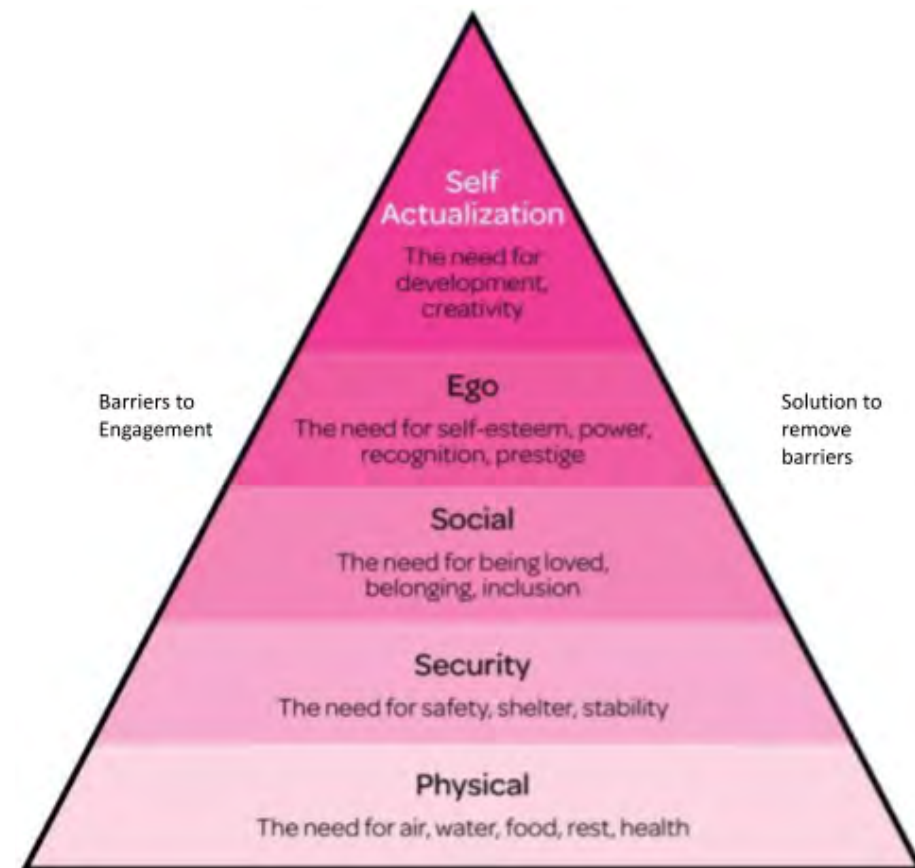 Self
Actualization
The need for
development,
creativity
Barriers to
Engagement
Ego
The need for self-esteem, power,
recognition, prestige
Solution to
remove
barriers
Social
The need for being loved,
belonging, inclusion
Security
The need for safety, shelter, stability
Physical
The need for air, water, food, rest, health